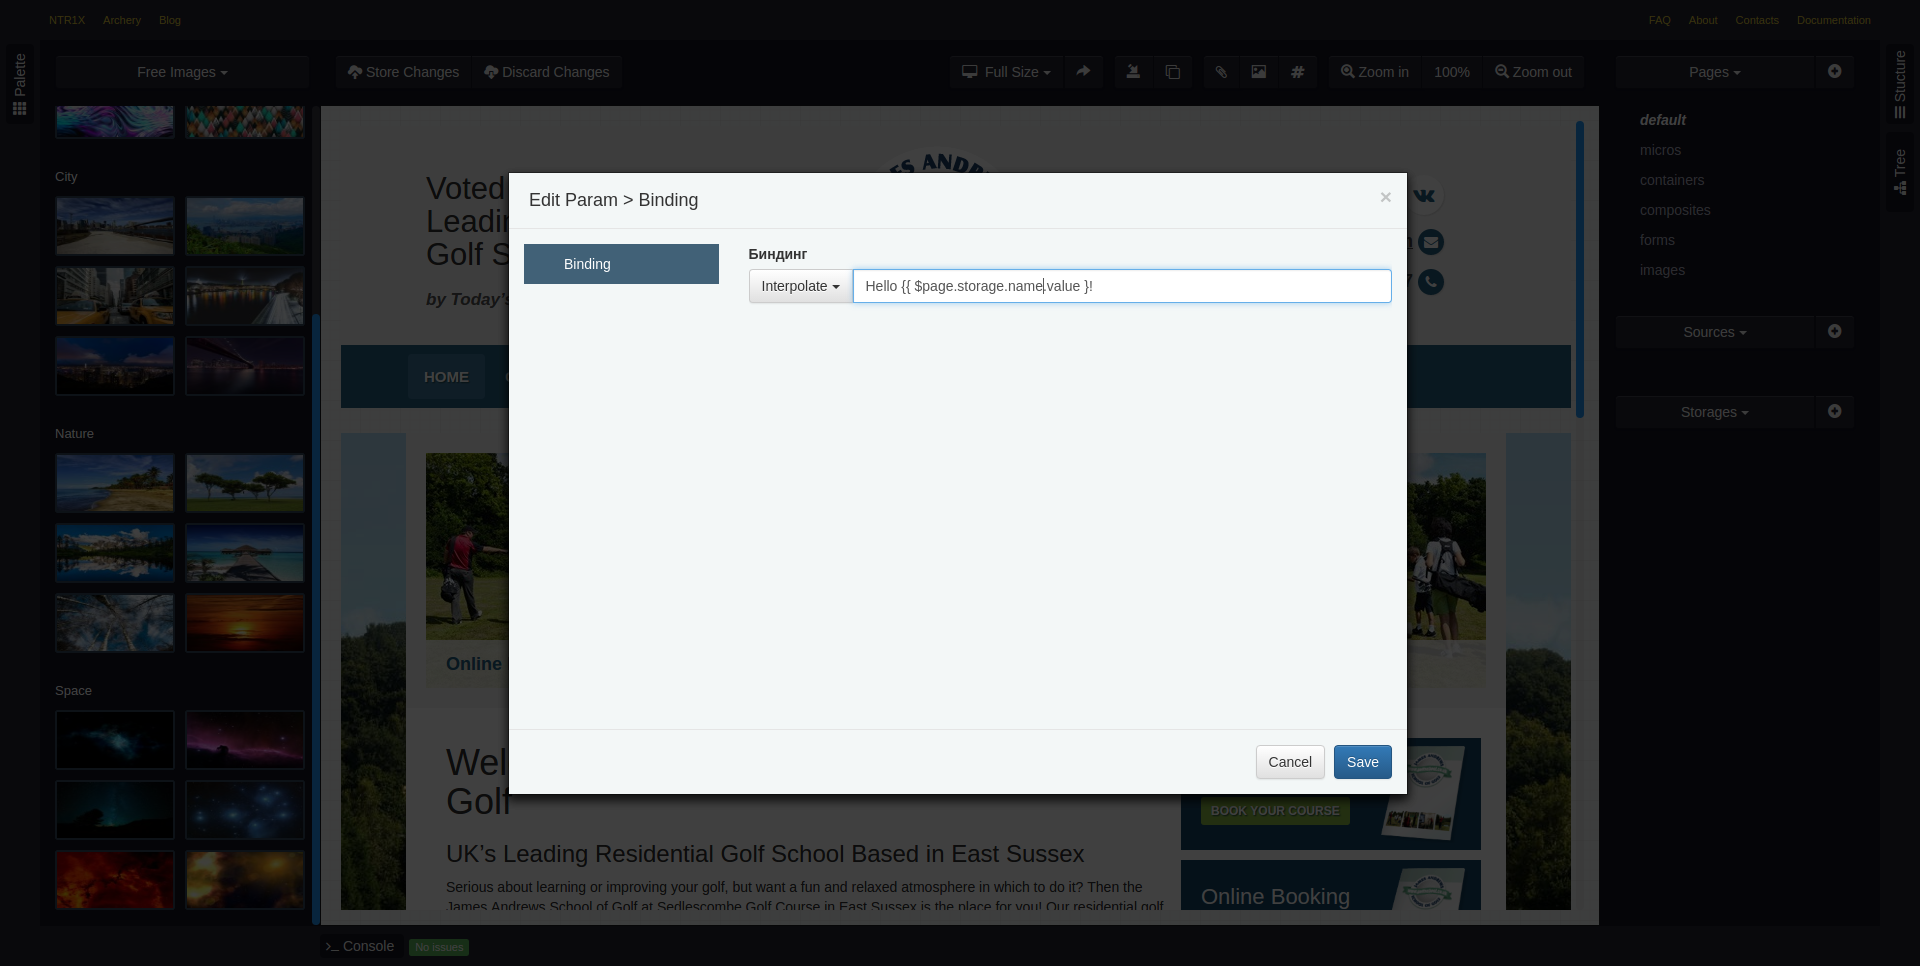 NTR1X Archery Blog
FAQ About Contacts Documentation
Palette
Free Images
Store Changes Discard Changes
Full Size
Zoom in 100% Zoom out
Pages
Stucture
Tree
default
micros
containers
composites
forms
images
Sources
Storages
City
Nature
Space
Voted
Golf S
by Today's
HOME
Online
Edit Param > Binding
×
Binding
Биндинг
Interpolate
Hello {{ $page.storage.name.value }!
Cancel Save
Wel
Golf
UK's Leading Residential Golf School Based in East Sussex
Serious about learning or improving your golf, but want a fun and relaxed atmosphere in which to do it? Then the
James Andrews School of Golf at Sedlescombe Golf Course in East Sussex is the place for you! Our residential golf
BOOK YOUR COURSE
Online Booking
Console No issues